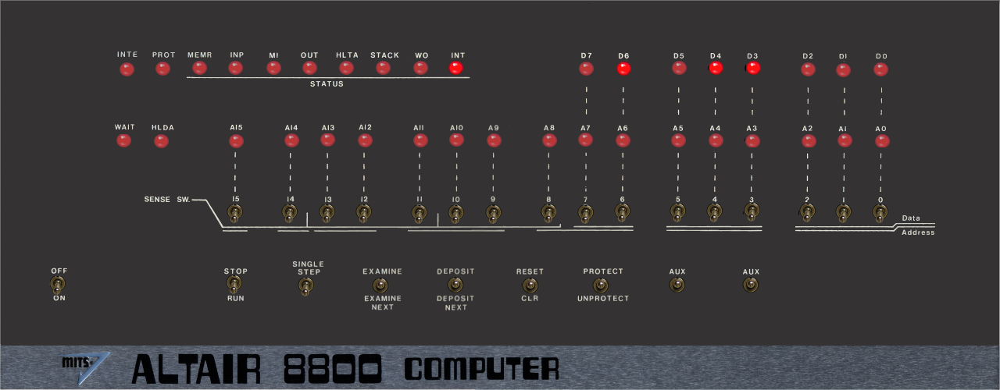 INTE PROT MEMR INP MI OUT HLTA STACK WO INT D7 D6 D5 D4 D3 D2 D1 D0
STATUS
WAIT HLDA A15 A14 A13 A12 A11 A10 A9 A8 A7 A6 A5 A4 A3 A2 A1 A0
SENSE SW. 15 14 13 12 11 10 9 8 7 6 5 4 3 2 1 0
Data
Address
OFF STOP SINGLE STEP EXAMINE DEPOSIT RESET PROTECT AUX AUX
ON RUN EXAMINE NEXT DEPOSIT NEXT CLR UNPROTECT
mits ALTAIR 8800 COMPUTER